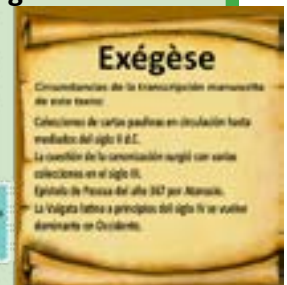 Exégèse
Circunstancias de la transcripción manuscrita
de este texto:
Colecciones de cartas paulinas en circulación hasta
mediados del siglo II d.C.
La cuestión de la canonización surgió con varias
colecciones en el siglo III.
Epístola de Pascua del año 367 por Atanasio.
La Vulgata latina a principios del siglo IV se vuelve
dominante en Occidente.